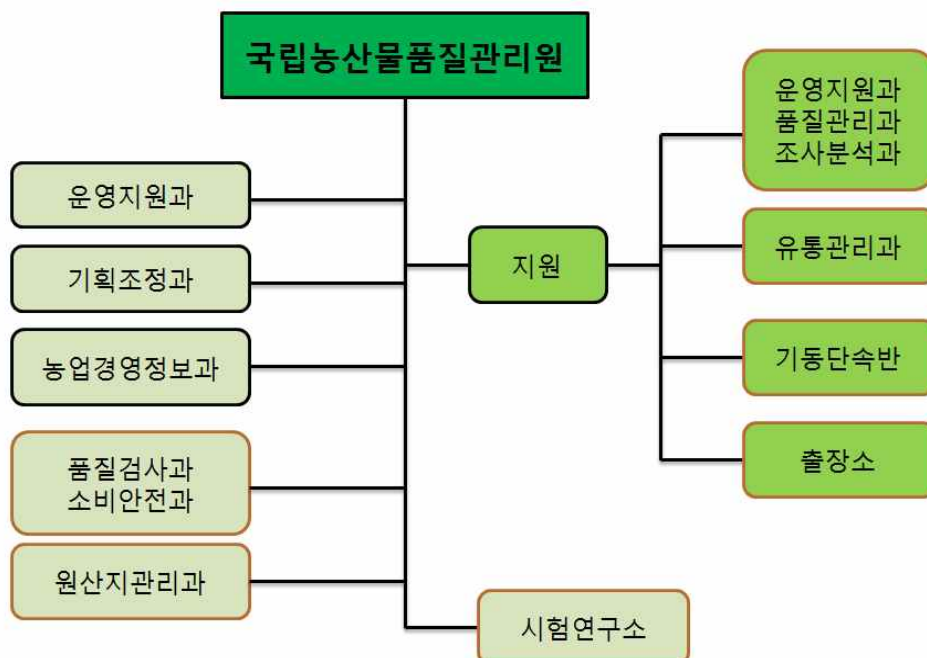 국립농산물품질관리원
운영지원과
기획조정과
농업경영정보과
품질검사과
소비안전과
원산지관리과
지원
시험연구소
운영지원과
품질관리과
조사분석과
유통관리과
기동단속반
출장소